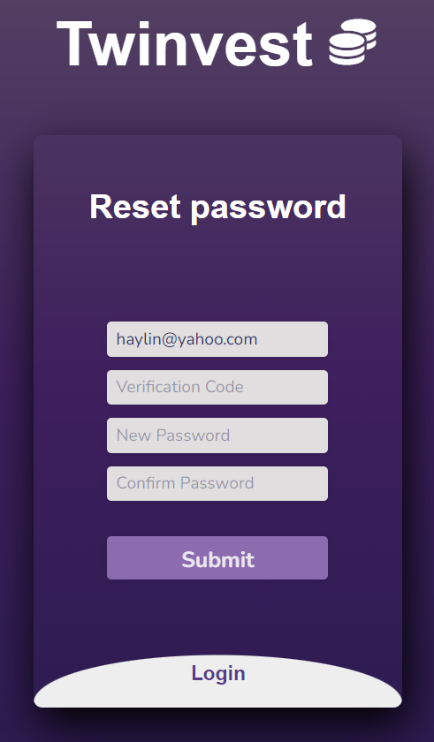 Twinvest
Reset password
haylin@yahoo.com
Verification Code
New Password
Confirm Password
Submit
Login